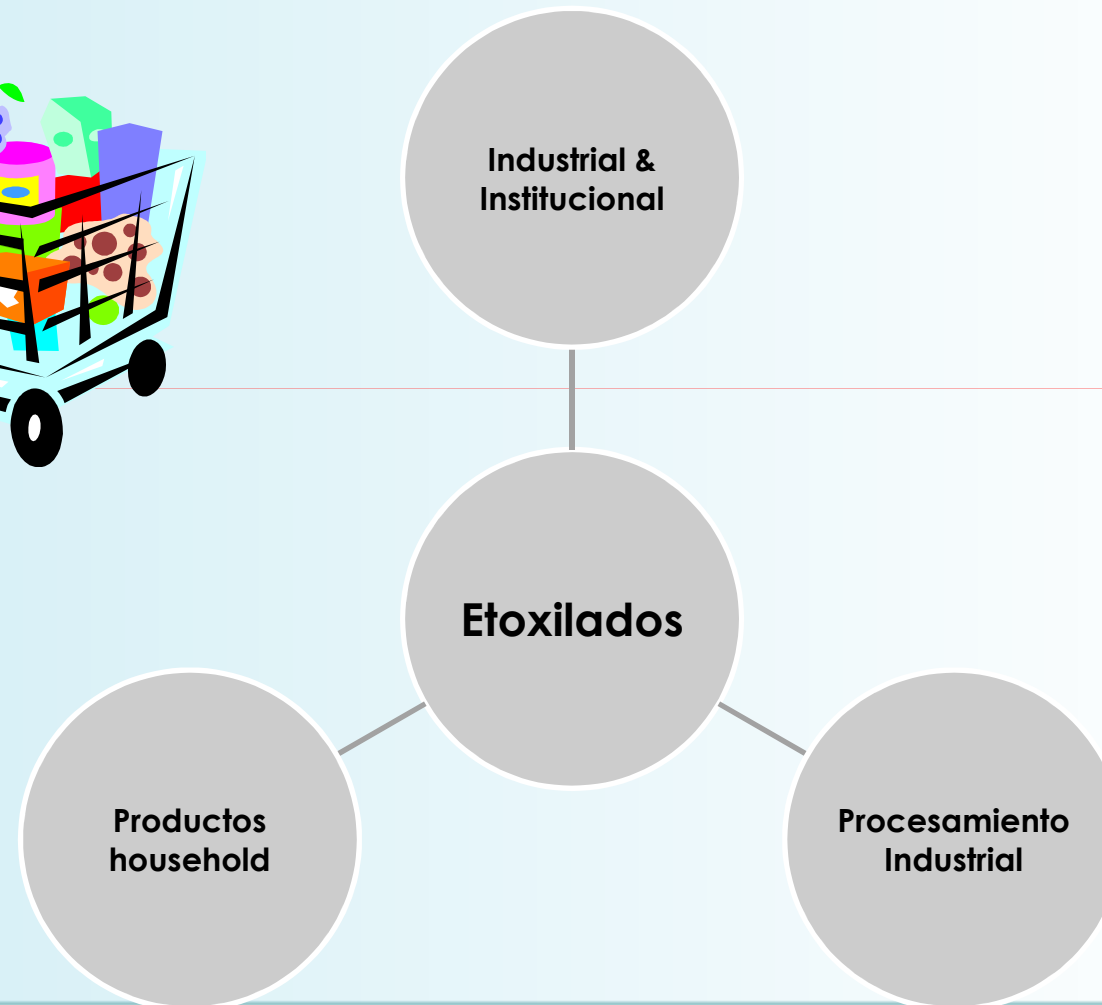 Industrial &
Institucional
Etoxilados
Productos
household
Procesamiento
Industrial